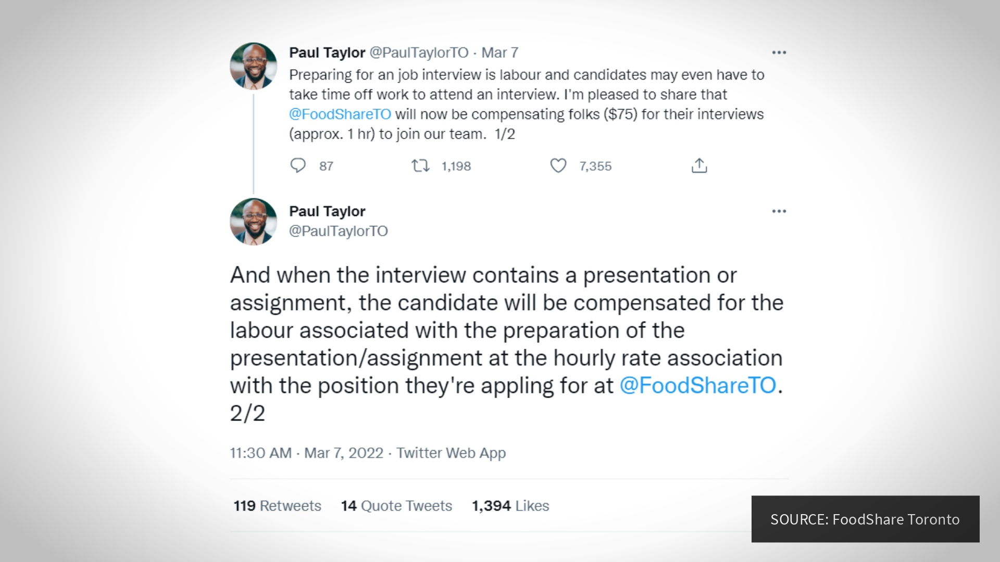 Paul Taylor @PaulTaylorTO · Mar 7
Preparing for an job interview is labour and candidates may even have to
take time off work to attend an interview. I'm pleased to share that
@FoodShareTO will now be compensating folks ($75) for their interviews
(approx. 1 hr) to join our team.  1/2
87 1,198 7,355
Paul Taylor
@PaulTaylorTO
And when the interview contains a presentation or
assignment, the candidate will be compensated for the
labour associated with the preparation of the
presentation/assignment at the hourly rate association
with the position they're appling for at @FoodShareTO.
2/2
11:30 AM · Mar 7, 2022 · Twitter Web App
119 Retweets 14 Quote Tweets 1,394 Likes
SOURCE: FoodShare Toronto